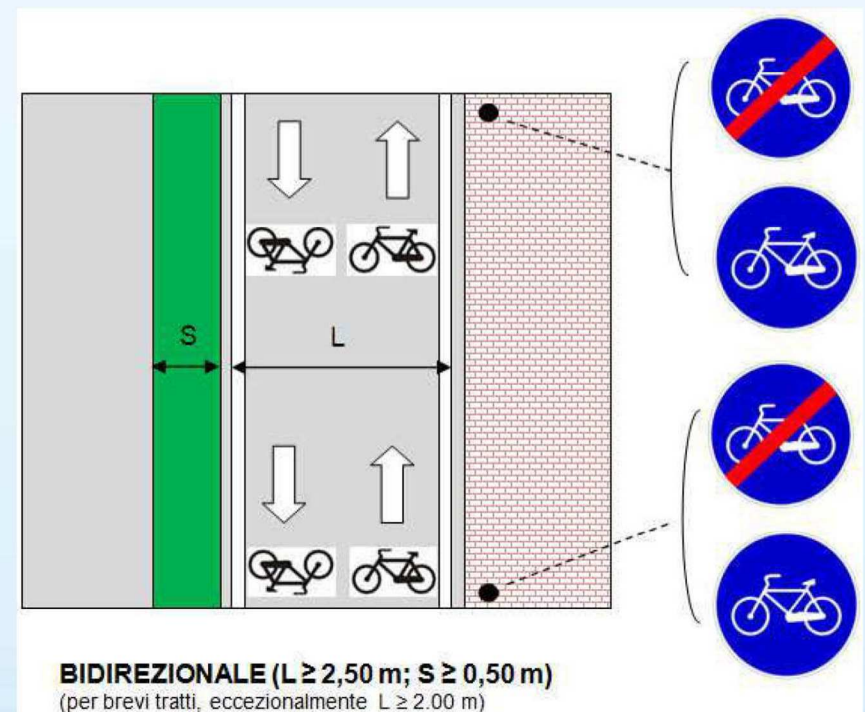 S
L
BIDIREZIONALE (L ≥ 2,50 m; S ≥ 0,50 m)
(per brevi tratti, eccezionalmente L ≥ 2.00 m)